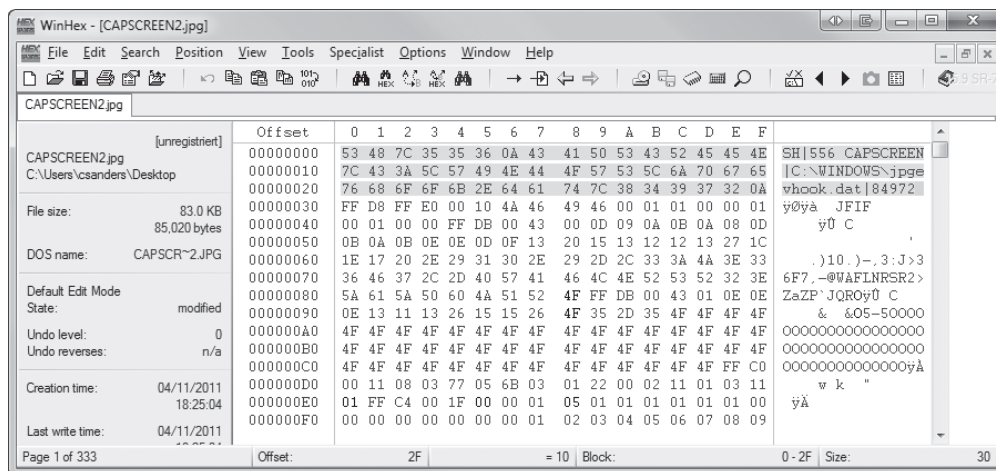 WinHex - [CAPSCREEN2.jpg]
File Edit Search Position View Tools Specialist Options Window Help
CAPSCREEN2.jpg
[unregistriert]
CAPSCREEN2.jpg
C:\Users\csanders\Desktop
File size: 83.0 KB
85,020 bytes
DOS name: CAPSCR~2.JPG
Default Edit Mode
State: modified
Undo level: 0
Undo reverses: n/a
Creation time: 04/11/2011
18:25:04
Last write time: 04/11/2011
Offset 0 1 2 3 4 5 6 7 8 9 A B C D E F
00000000 53 48 7C 35 35 36 0A 43 41 50 53 43 52 45 45 4E SH|556 CAPSCREEN
00000010 7C 43 3A 5C 57 49 4E 44 4F 57 53 5C 6A 70 67 65 |C:\WINDOWS\jpge
00000020 76 68 6F 6F 6B 2E 64 61 74 7C 38 34 39 37 32 0A vhook.dat|84972
00000030 FF D8 FF E0 00 10 4A 46 49 46 00 01 01 00 00 01 ÿØÿà JFIF
00000040 00 01 00 00 FF DB 00 43 00 0D 09 0A 0B 0A 08 0D ÿÛ C
00000050 0B 0A 0B 0E 0E 0D 0F 13 20 15 13 12 12 13 27 1C '
00000060 1E 17 20 2E 29 31 30 2E 29 2D 2C 33 3A 4A 3E 33 .)10.)-,3:J>3
00000070 36 46 37 2C 2D 40 57 41 46 4C 4E 52 53 52 32 3E 6F7,-@WAFLNRSR2>
00000080 5A 61 5A 50 60 4A 51 52 4F FF DB 00 43 01 0E 0E ZaZP`JQROÿÛ C
00000090 0E 13 11 13 26 15 15 26 4F 35 2D 35 4F 4F 4F 4F & &O5-5OOOO
000000A0 4F 4F 4F 4F 4F 4F 4F 4F 4F 4F 4F 4F 4F 4F 4F 4F OOOOOOOOOOOOOOOO
000000B0 4F 4F 4F 4F 4F 4F 4F 4F 4F 4F 4F 4F 4F 4F 4F 4F OOOOOOOOOOOOOOOO
000000C0 4F 4F 4F 4F 4F 4F 4F 4F 4F 4F 4F 4F 4F 4F FF C0 OOOOOOOOOOOOOOÿÀ
000000D0 00 11 08 03 77 05 6B 03 01 22 00 02 11 01 03 11 w k "
000000E0 01 FF C4 00 1F 00 00 01 05 01 01 01 01 01 01 00 ÿÄ
000000F0 00 00 00 00 00 00 00 01 02 03 04 05 06 07 08 09
Page 1 of 333 Offset: 2F = 10 Block: 0 - 2F Size: 30